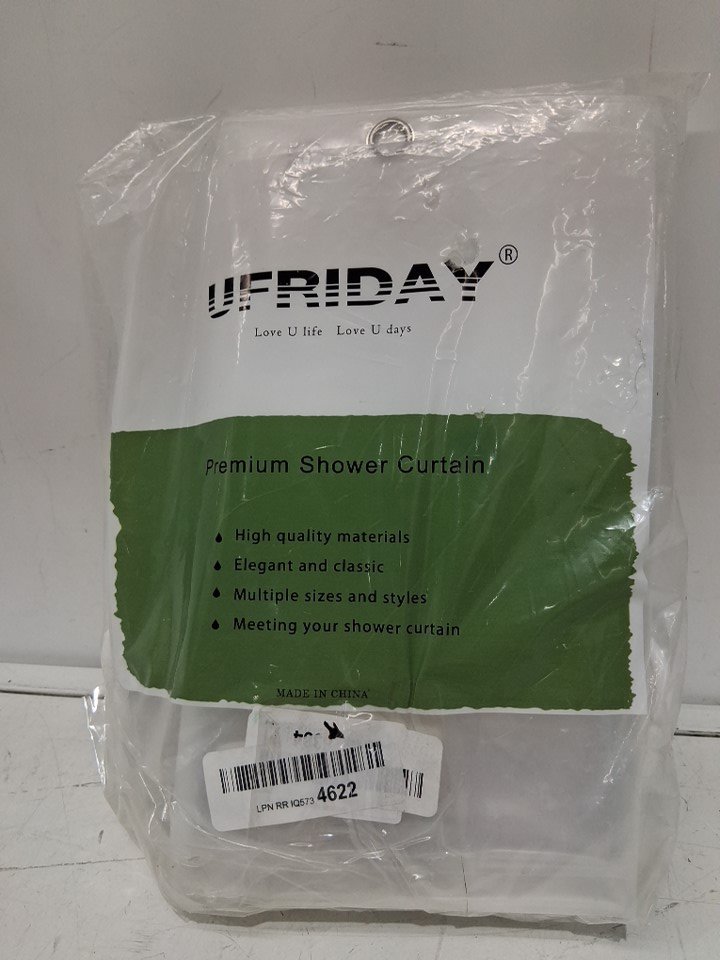 UFRIDAY®
Love U life Love U days
Premium Shower Curtain
High quality materials
Elegant and classic
Multiple sizes and styles
Meeting your shower curtain
MADE IN CHINA
LPN RR IQ573 4622